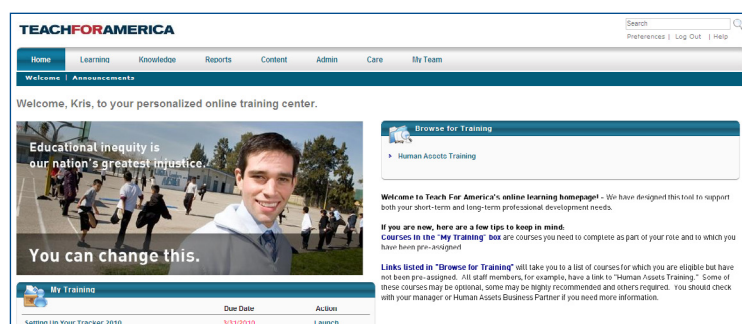 TEACHFORAMERICA
Search
Preferences | Log Out | Help
Home Learning Knowledge Reports Content Admin Care My Team
Welcome | Announcements
Welcome, Kris, to your personalized online training center.
Educational inequity is
our nation's greatest injustice.
You can change this.
My Training
Due Date Action
Setting Up Your Tracker 2010 3/31/2010 Launch
Browse for Training
Human Assets Training
Welcome to Teach For America's online learning homepage! - We have designed this tool to support
both your short-term and long-term professional development needs.
If you are new, here are a few tips to keep in mind:
Courses in the "My Training" box are courses you need to complete as part of your role and to which you
have been pre-assigned
Links listed in "Browse for Training" will take you to a list of courses for which you are eligible but have
not been pre-assigned. All staff members, for example, have a link to "Human Assets Training." Some of
these courses may be optional, some may be highly recommended and others required. You should check
with your manager or Human Assets Business Partner if you need more information.